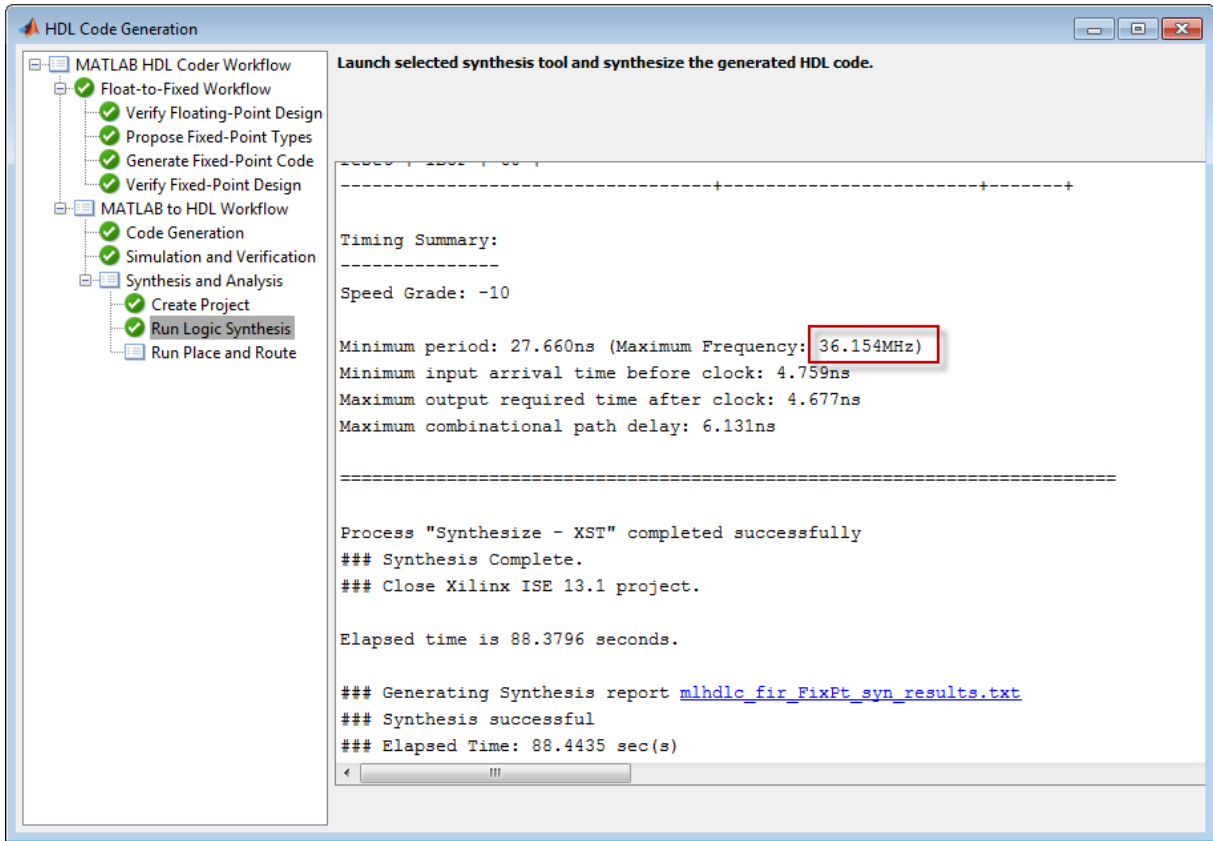 HDL Code Generation
MATLAB HDL Coder Workflow
Float-to-Fixed Workflow
Verify Floating-Point Design
Propose Fixed-Point Types
Generate Fixed-Point Code
Verify Fixed-Point Design
MATLAB to HDL Workflow
Code Generation
Simulation and Verification
Synthesis and Analysis
Create Project
Run Logic Synthesis
Run Place and Route
Launch selected synthesis tool and synthesize the generated HDL code.
-----------------------------------+------------------------+-------+
Timing Summary:
---------------
Speed Grade: -10
Minimum period: 27.660ns (Maximum Frequency: 36.154MHz)
Minimum input arrival time before clock: 4.759ns
Maximum output required time after clock: 4.677ns
Maximum combinational path delay: 6.131ns
=========================================================================
Process "Synthesize - XST" completed successfully
### Synthesis Complete.
### Close Xilinx ISE 13.1 project.
Elapsed time is 88.3796 seconds.
### Generating Synthesis report mlhdlc_fir_FixPt_syn_results.txt
### Synthesis successful
### Elapsed Time: 88.4435 sec(s)